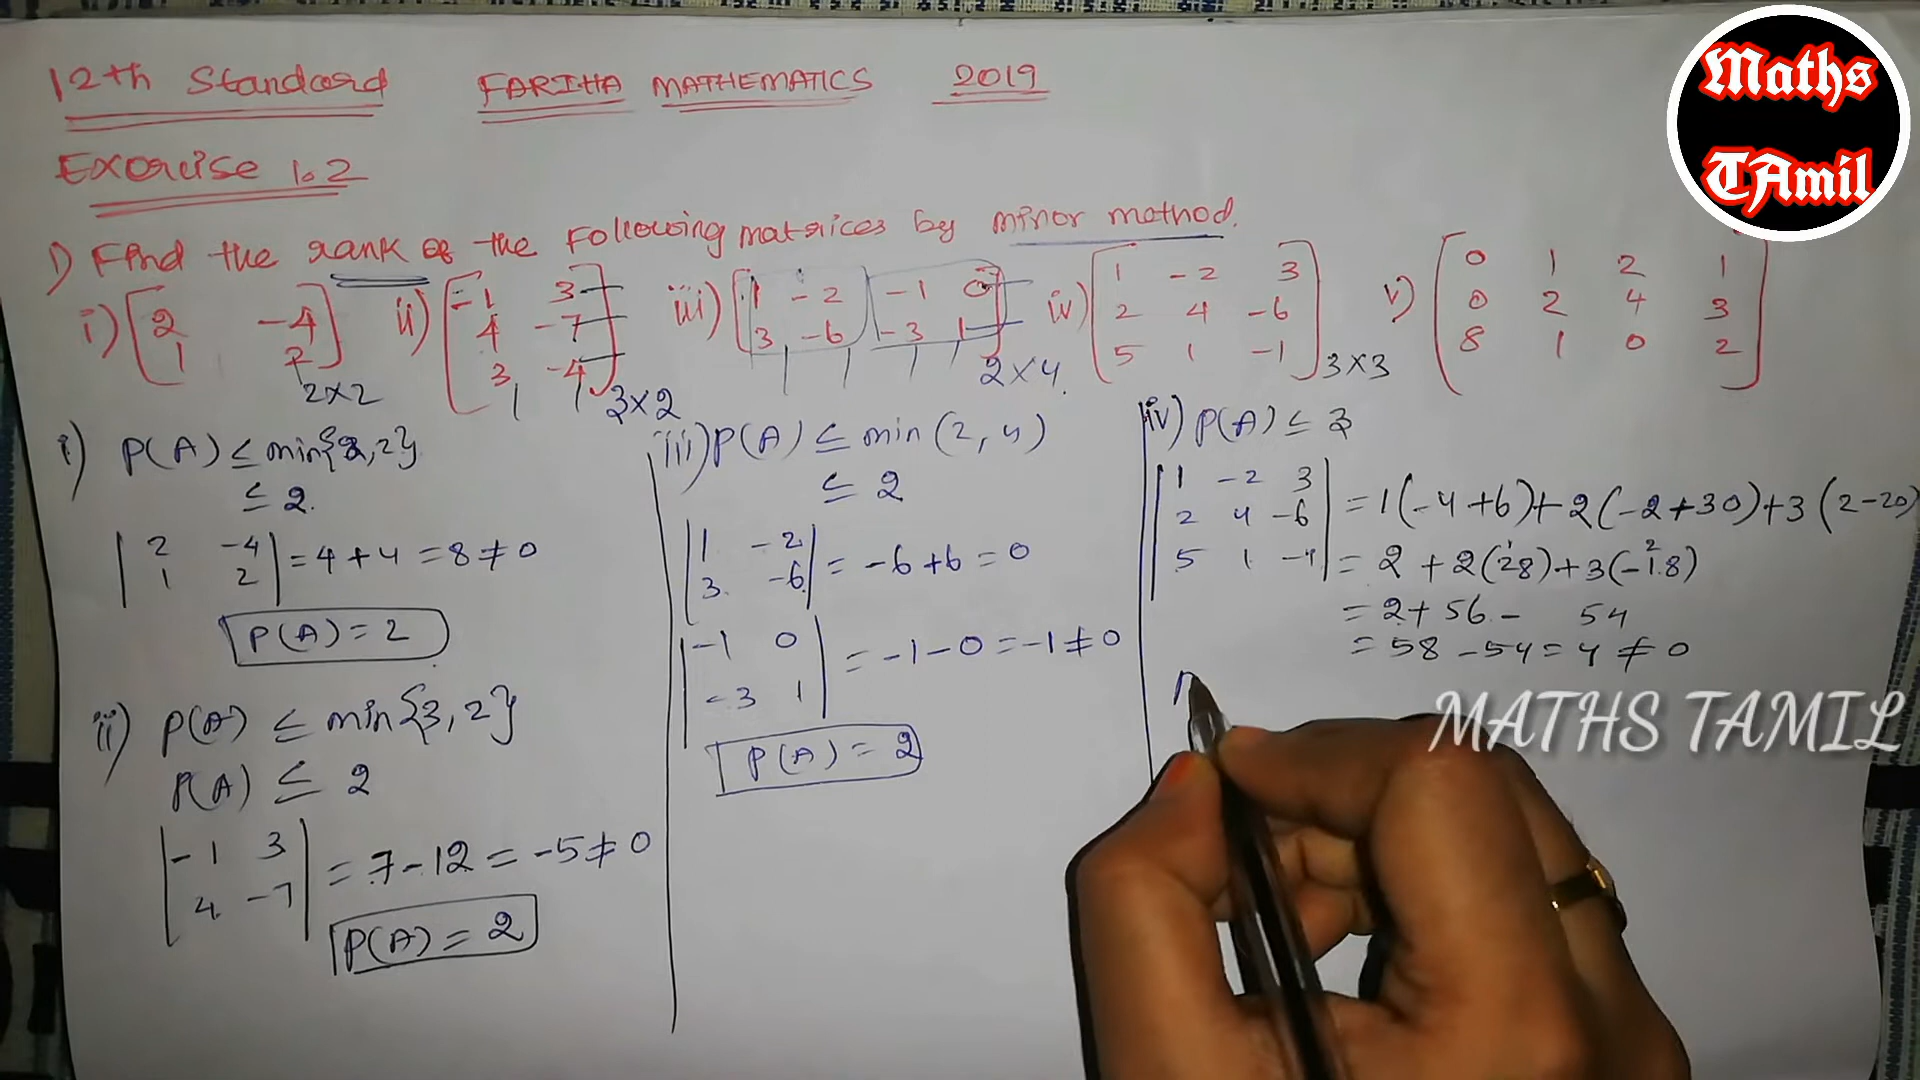 12th Standard FARITHA MATHEMATICS 2019
Exercise 1.2
1) Find the rank of the following matrices by minor method.
i) [2 -4
1 2] 2×2
ii) [-1 3
4 -7
3 -4] 3×2
iii) [1 -2 -1 0
3 -6 -3 1] 2×4
iv) [1 -2 3
2 4 -6
5 1 -1] 3×3
v) [0 1 2 1
0 2 4 3
8 1 0 2]
i) P(A) ≤ min{2,2}
≤ 2.
|2 -4
1 2| = 4+4 = 8 ≠ 0
P(A) = 2
ii) P(A) ≤ min{3,2}
P(A) ≤ 2
|-1 3
4 -7| = 7-12 = -5 ≠ 0
P(A) = 2
iii) P(A) ≤ min(2,4)
≤ 2
|1 -2
3 -6| = -6+6 = 0
|-1 0
-3 1| = -1-0 = -1 ≠ 0
P(A) = 2
iv) P(A) ≤ 3
|1 -2 3
2 4 -6
5 1 -1| = 1(-4+6)+2(-2+30)+3(2-20)
= 2+2(28)+3(-18)
= 2+56- 54
= 58-54 = 4 ≠ 0
Maths
TAmil
MATHS TAMIL